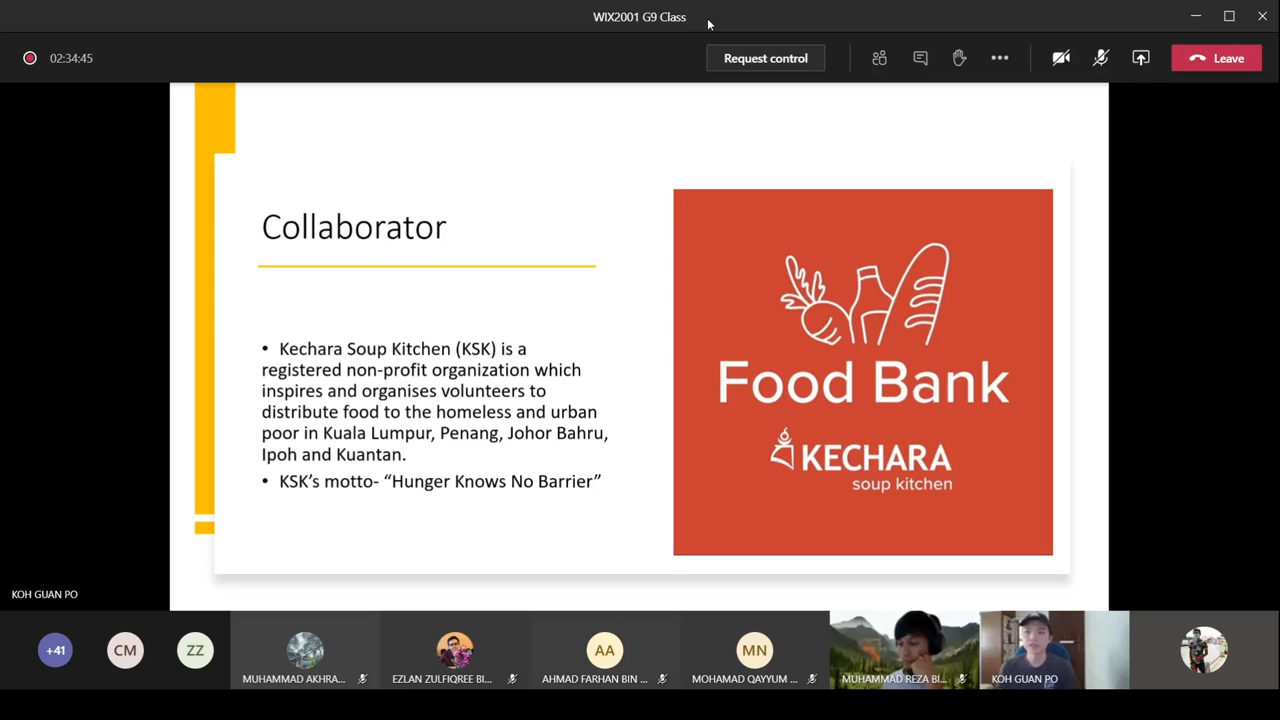 WIX2001 G9 Class
02:34:45
Request control
Leave
Collaborator
• Kechara Soup Kitchen (KSK) is a
registered non-profit organization which
inspires and organises volunteers to
distribute food to the homeless and urban
poor in Kuala Lumpur, Penang, Johor Bahru,
Ipoh and Kuantan.
• KSK’s motto- “Hunger Knows No Barrier”
Food Bank
KECHARA
soup kitchen
KOH GUAN PO
+41
CM
ZZ
MUHAMMAD AKHRA...
EZLAN ZULFIQREE BI...
AA
AHMAD FARHAN BIN ...
MN
MOHAMAD QAYYUM ...
MUHAMMAD REZA BI...
KOH GUAN PO